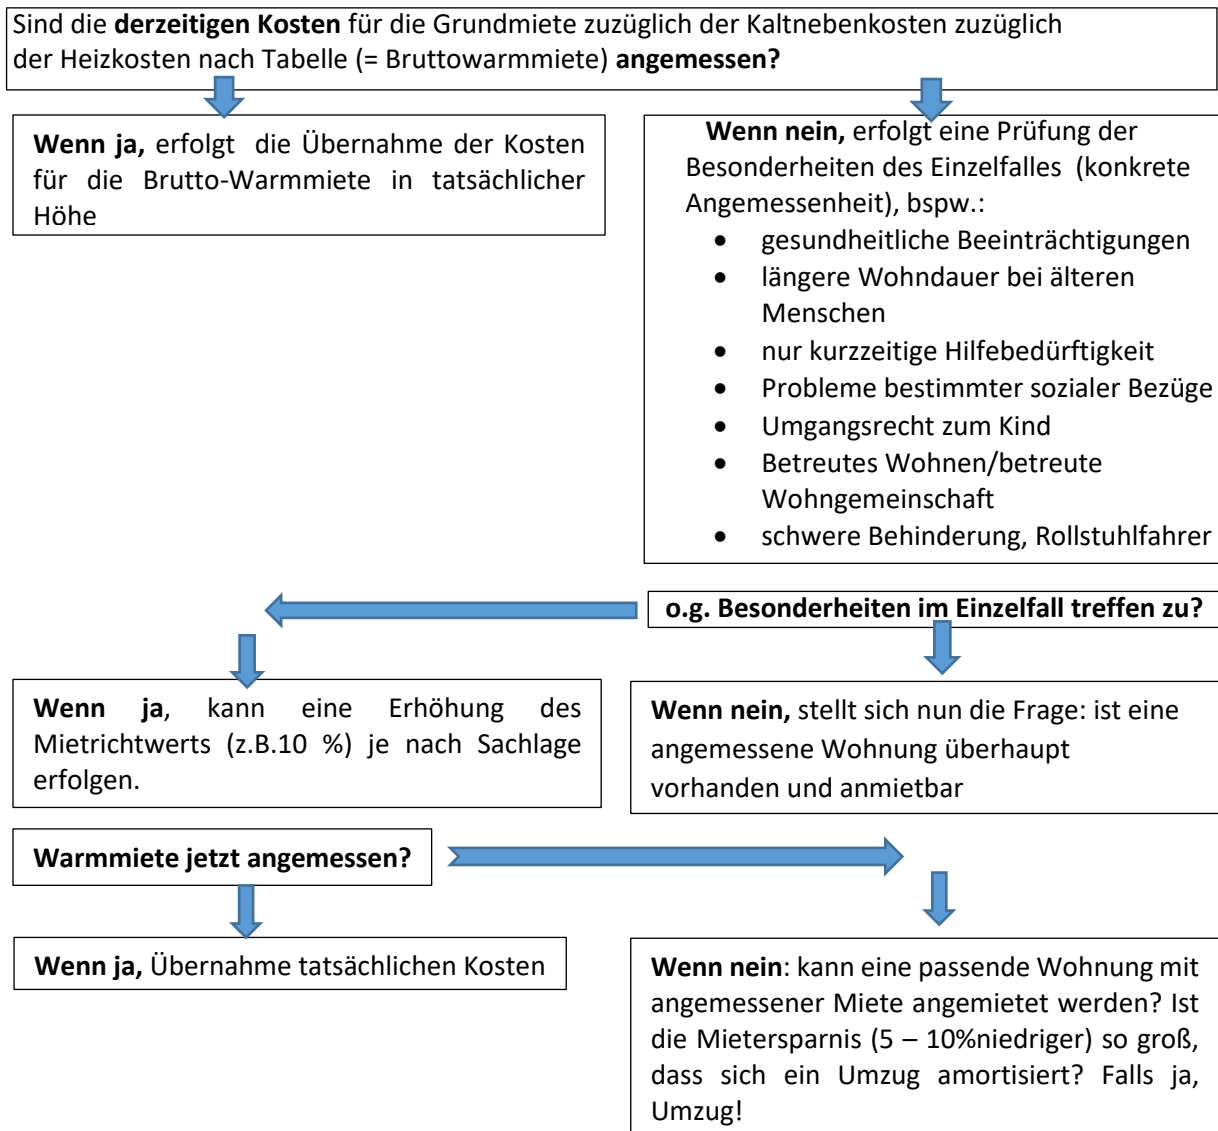 Sind die derzeitigen Kosten für die Grundmiete zuzüglich der Kaltnebenkosten zuzüglich
der Heizkosten nach Tabelle (= Bruttowarmmiete) angemessen?
Wenn ja, erfolgt die Übernahme der Kosten
für die Brutto-Warmmiete in tatsächlicher
Höhe
Wenn nein, erfolgt eine Prüfung der
Besonderheiten des Einzelfalles (konkrete
Angemessenheit), bspw.:
• gesundheitliche Beeinträchtigungen
• längere Wohndauer bei älteren
Menschen
• nur kurzzeitige Hilfebedürftigkeit
• Probleme bestimmter sozialer Bezüge
• Umgangsrecht zum Kind
• Betreutes Wohnen/betreute
Wohngemeinschaft
• schwere Behinderung, Rollstuhlfahrer
o.g. Besonderheiten im Einzelfall treffen zu?
Wenn ja, kann eine Erhöhung des
Mietrichtwerts (z.B.10 %) je nach Sachlage
erfolgen.
Wenn nein, stellt sich nun die Frage: ist eine
angemessene Wohnung überhaupt
vorhanden und anmietbar
Warmmiete jetzt angemessen?
Wenn ja, Übernahme tatsächlichen Kosten
Wenn nein: kann eine passende Wohnung mit
angemessener Miete angemietet werden? Ist
die Mietersparnis (5 – 10%niedriger) so groß,
dass sich ein Umzug amortisiert? Falls ja,
Umzug!